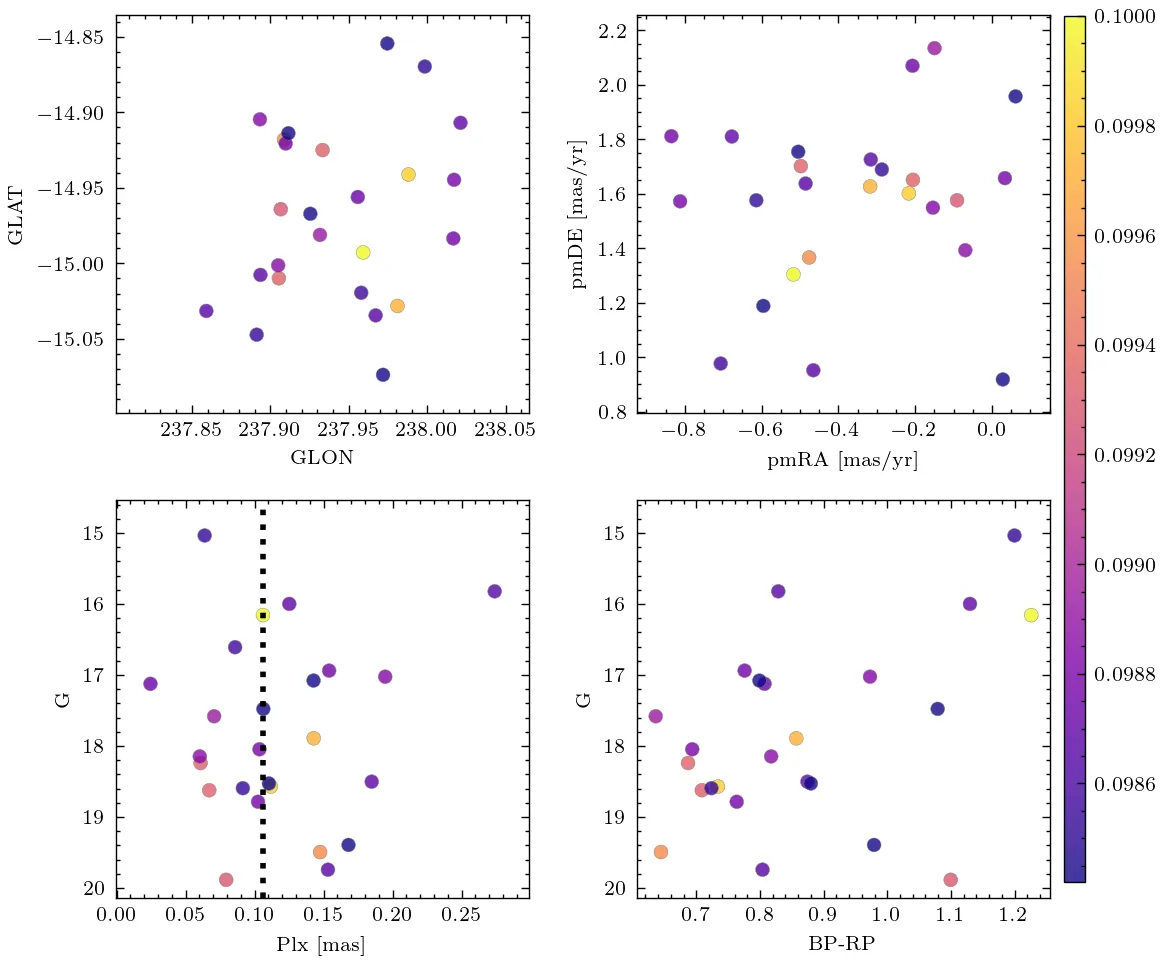 −14.85
−14.90
−14.95
−15.00
−15.05
GLAT
237.85 237.90 237.95 238.00 238.05
GLON
2.2
2.0
1.8
1.6
1.4
1.2
1.0
0.8
pmDE [mas/yr]
−0.8 −0.6 −0.4 −0.2 0.0
pmRA [mas/yr]
15
16
17
18
19
20
G
0.00 0.05 0.10 0.15 0.20 0.25
Plx [mas]
15
16
17
18
19
20
G
0.7 0.8 0.9 1.0 1.1 1.2
BP-RP
0.1000
0.0998
0.0996
0.0994
0.0992
0.0990
0.0988
0.0986